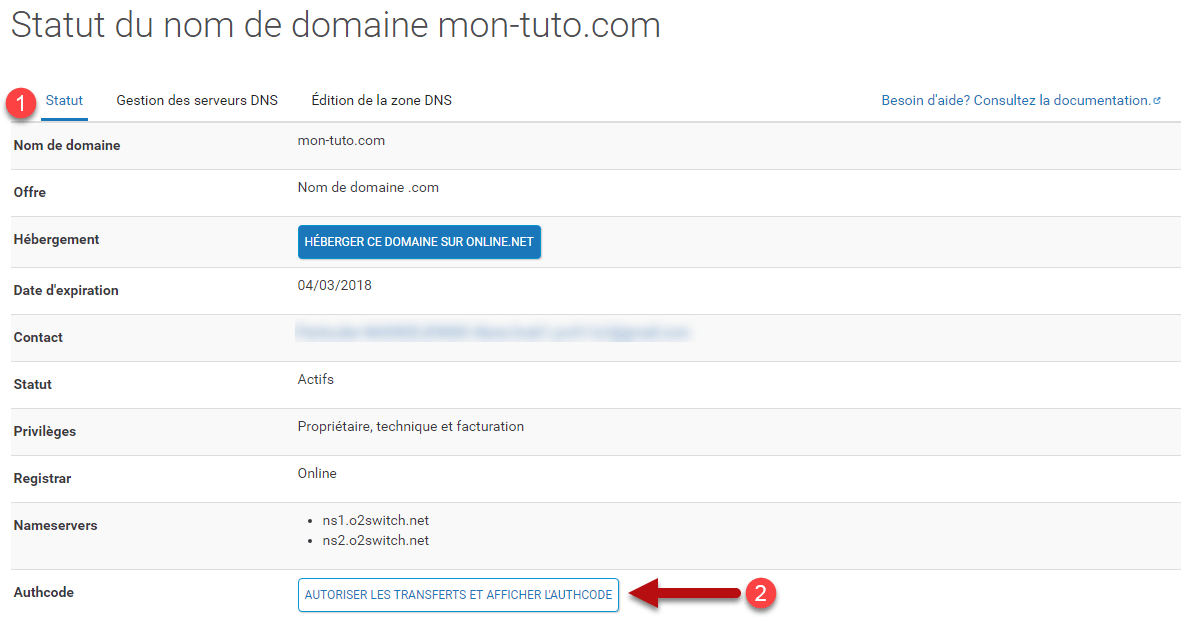 Statut du nom de domaine mon-tuto.com
1 Statut Gestion des serveurs DNS Édition de la zone DNS Besoin d'aide? Consultez la documentation.
Nom de domaine mon-tuto.com
Offre Nom de domaine .com
Hébergement HÉBERGER CE DOMAINE SUR ONLINE.NET
Date d'expiration 04/03/2018
Contact
Statut Actifs
Privilèges Propriétaire, technique et facturation
Registrar Online
Nameservers • ns1.o2switch.net
• ns2.o2switch.net
Authcode AUTORISER LES TRANSFERTS ET AFFICHER L'AUTHCODE 2